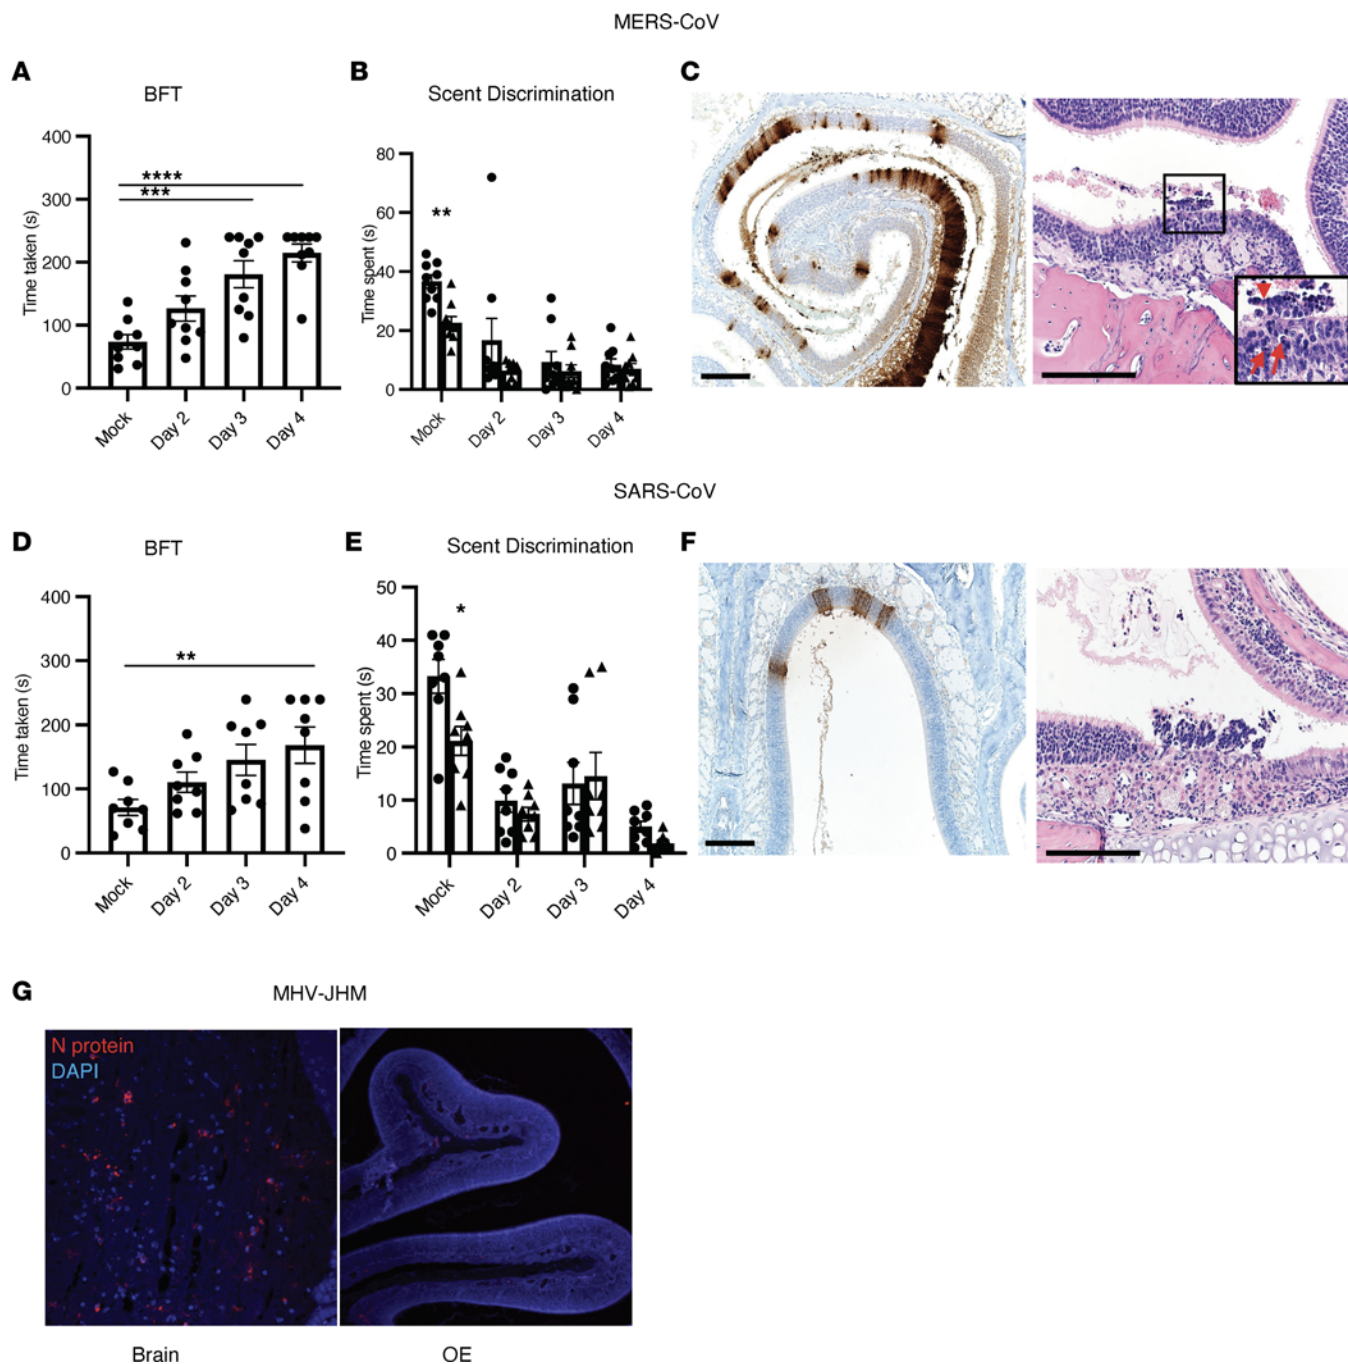 MERS-CoV
A
BFT
Time taken (s)
400
300
200
100
0
****
***
Mock
Day 2
Day 3
Day 4
B
Scent Discrimination
Time spent (s)
80
60
40
20
0
**
Mock
Day 2
Day 3
Day 4
C
SARS-CoV
D
BFT
Time taken (s)
400
300
200
100
0
**
Mock
Day 2
Day 3
Day 4
E
Scent Discrimination
Time spent (s)
50
40
30
20
10
0
*
Mock
Day 2
Day 3
Day 4
F
G
MHV-JHM
N protein
DAPI
Brain
OE